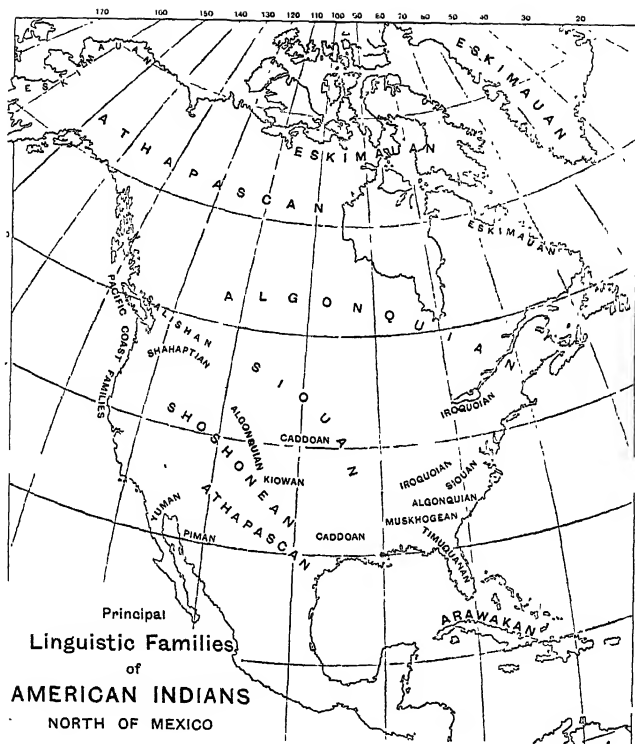 170 160 150 140 130 120 110 100 90 80 70 60 50 40 30 20
ESKIMAUAN
ESKIMAUAN
ATHAPASCAN
ESKIMAUAN
ESKIMAUAN
ALGONQUIAN
PACIFIC COAST FAMILIES
SALISHAN
SHAHAPTIAN
SIOUAN
IROQUOIAN
SHOSHONEAN
ALGONQUIAN
CADDOAN
KIOWAN
IROQUOIAN
SIOUAN
ALGONQUIAN
MUSKHOGEAN
ATHAPASCAN
YUMAN
PIMAN
CADDOAN
TIMUQUANAN
ARAWAKAN
Principal
Linguistic Families
of
AMERICAN INDIANS
NORTH OF MEXICO